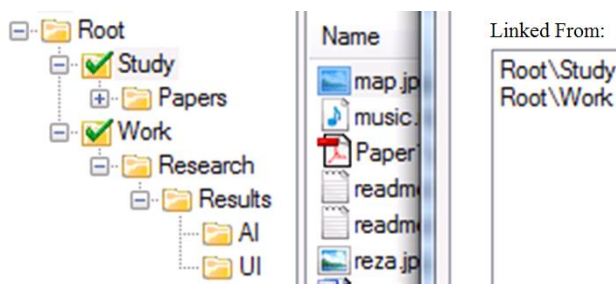 Root
Study
Papers
Work
Research
Results
AI
UI
Name
map.jp
music.
Paper
readm
readm
reza.jp
Linked From:
Root\Study
Root\Work